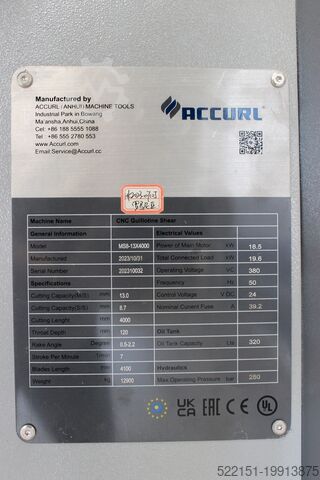 Manufactured by
ACCURL (ANHUI) MACHINE TOOLS
Industrial Park in Bowang
Ma'ansha,Anhui,China
Cel: +86 188 5555 1088
Tel: +86 555 2780 553
www.Accurl.com
Email:Service@Accurl.cc
ACCURL
Machine Name CNC Guillotine Shear
General Information Electrical Values
Model MS8-13X4000 Power of Main Motor kW 18.5
Manufactured 2023/10/31 Total Connected Load kW 19.6
Serial Number 202310032 Operating Voltage VC 380
Specifications Frequency Hz 50
Cutting Capacity(M/S) mm 13.0 Control Voltage V DC 24
Cutting Capacity(S/S) mm 8.7 Nominal Current Fuse A 39.2
Cutting Lenght mm 4000
Throat Depth mm 120 Oil Tank
Rake Angle Deg 0.5-2.2 Oil Tank Capacity Lts 320
Stroke Per Minute 7
Blades Length mm 4100 Hydraulics
Weight kg 12900 Max Operating Pressure bar 280
UK
CA EAC CE UL
522151-19913875